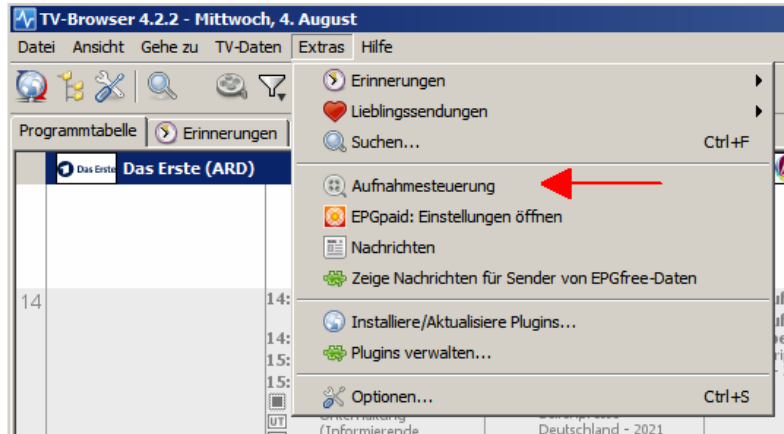 TV-Browser 4.2.2 - Mittwoch, 4. August
Datei Ansicht Gehe zu TV-Daten Extras Hilfe
Erinnerungen
Lieblingssendungen
Suchen... Ctrl+F
Programmtabelle Erinnerungen
Das Erste Das Erste (ARD)
Aufnahmesteuerung
EPGpaid: Einstellungen öffnen
Nachrichten
Zeige Nachrichten für Sender von EPGfree-Daten
14 14:
Installiere/Aktualisiere Plugins...
14:
Plugins verwalten...
15:
15:
Optionen... Ctrl+S
UT
(Informierende Deutschland - 2021